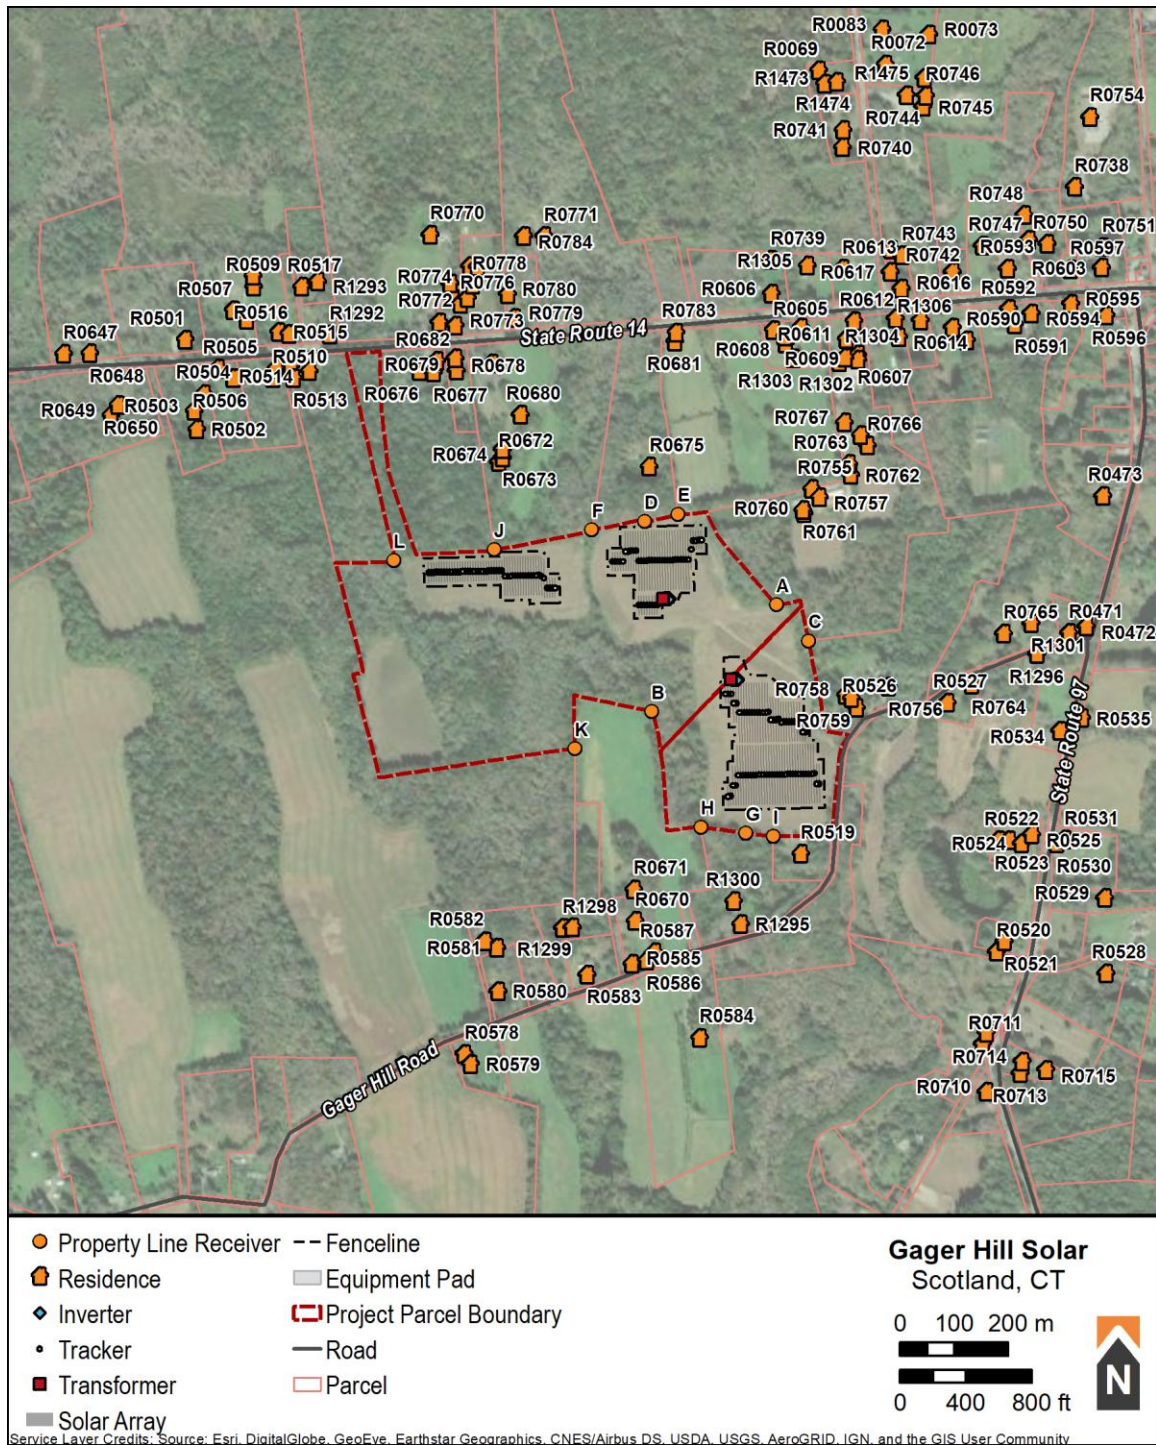 R0083
R0073
R0072
R0069
R1473
R1475
R0746
R1474
R0744
R0745
R0754
R0741
R0740
R0738
R0748
R0770
R0771
R0784
R0743
R0747
R0750
R0751
R0739
R0613
R0742
R0593
R0597
R0509
R0517
R0778
R1305
R0617
R0603
R0507
R1293
R0774
R0776
R0616
R0780
R0606
R0592
R0772
R0612
R0595
R0516
R1292
R0605
R1306
R0501
R0773
R0779
R0783
R0590
R0594
State Route 14
R0515
R0682
R0611
R1304
R0614
R0596
R0505
R0608
R0591
R0647
R0510
R0609
R0648
R0504
R0679
R0678
R0681
R1303
R0607
R0514
R1302
R0676
R0677
R0513
R0506
R0649
R0503
R0680
R0650
R0502
R0767
R0766
R0672
R0763
R0674
R0675
R0673
R0755
R0762
R0473
R0757
R0760
R0761
E
D
F
J
L
A
C
R0765
R0471
R0472
R1301
R1296
R0758
R0526
R0527
B
R0759
R0756
R0764
R0535
R0534
K
State Route 97
H
G
I
R0519
R0522
R0531
R0524
R0525
R0523
R0530
R0671
R0529
R1300
R0670
R1298
R0582
R0587
R1295
R0520
R0581
R1299
R0585
R0521
R0528
R0586
R0580
R0583
R0584
R0711
R0578
R0714
R0579
R0715
R0710
R0713
Gager Hill Road
Property Line Receiver
Fenceline
Residence
Equipment Pad
Inverter
Project Parcel Boundary
Tracker
Road
Transformer
Parcel
Solar Array
Gager Hill Solar
Scotland, CT
0 100 200 m
0 400 800 ft
N
Service Layer Credits: Source: Esri, DigitalGlobe, GeoEye, Earthstar Geographics, CNES/Airbus DS, USDA, USGS, AeroGRID, IGN, and the GIS User Community